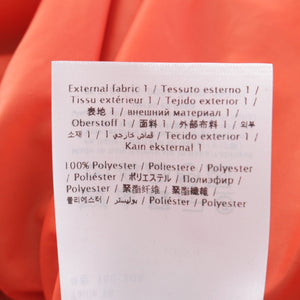 External fabric 1 / Tessuto esterno 1 /
Tissu extérieur 1 / Tejido exterior 1 /
表地 1 / внешний материал 1 /
Oberstoff 1 / 面料 1 / 外部布料 1 / 외부
소재 1 / قماش خارجي 1 / Tecido exterior 1 /
Kain eksternal 1
100% Polyester / Poliestere / Polyester
/ Poliéster / ポリエステル / Полиэфир /
Polyester / 聚酯纤维 / 聚酯纖維 /
폴리에스터 / بوليستر / Poliéster /
Polyester